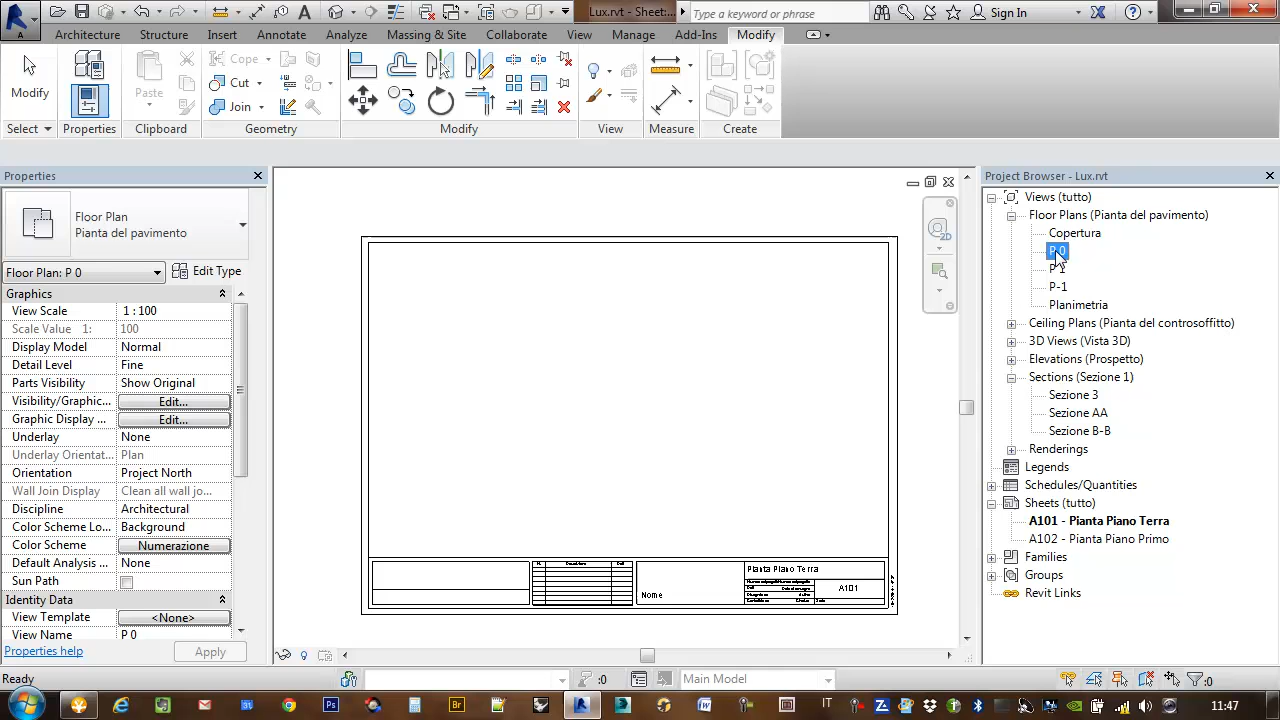 Lux.rvt - Sheet:...
Type a keyword or phrase
Sign In
Architecture
Structure
Insert
Annotate
Analyze
Massing & Site
Collaborate
View
Manage
Add-Ins
Modify
Modify
Paste
Cope
Cut
Join
Select
Properties
Clipboard
Geometry
Modify
View
Measure
Create
Properties
Floor Plan
Pianta del pavimento
Floor Plan: P 0
Edit Type
Graphics
View Scale
1 : 100
Scale Value 1:
100
Display Model
Normal
Detail Level
Fine
Parts Visibility
Show Original
Visibility/Graphic...
Edit...
Graphic Display ...
Edit...
Underlay
None
Underlay Orientat...
Plan
Orientation
Project North
Wall Join Display
Clean all wall jo...
Discipline
Architectural
Color Scheme Lo...
Background
Color Scheme
Numerazione
Default Analysis ...
None
Sun Path
Identity Data
View Template
<None>
View Name
P 0
Properties help
Apply
2D
Pianta Piano Terra
Nome
A101
Project Browser - Lux.rvt
Views (tutto)
Floor Plans (Pianta del pavimento)
Copertura
P 0
P-1
Planimetria
Ceiling Plans (Pianta del controsoffitto)
3D Views (Vista 3D)
Elevations (Prospetto)
Sections (Sezione 1)
Sezione 3
Sezione AA
Sezione B-B
Renderings
Legends
Schedules/Quantities
Sheets (tutto)
A101 - Pianta Piano Terra
A102 - Pianta Piano Primo
Families
Groups
Revit Links
Ready
:0
Main Model
:0
Ps
Br
IT
11:47